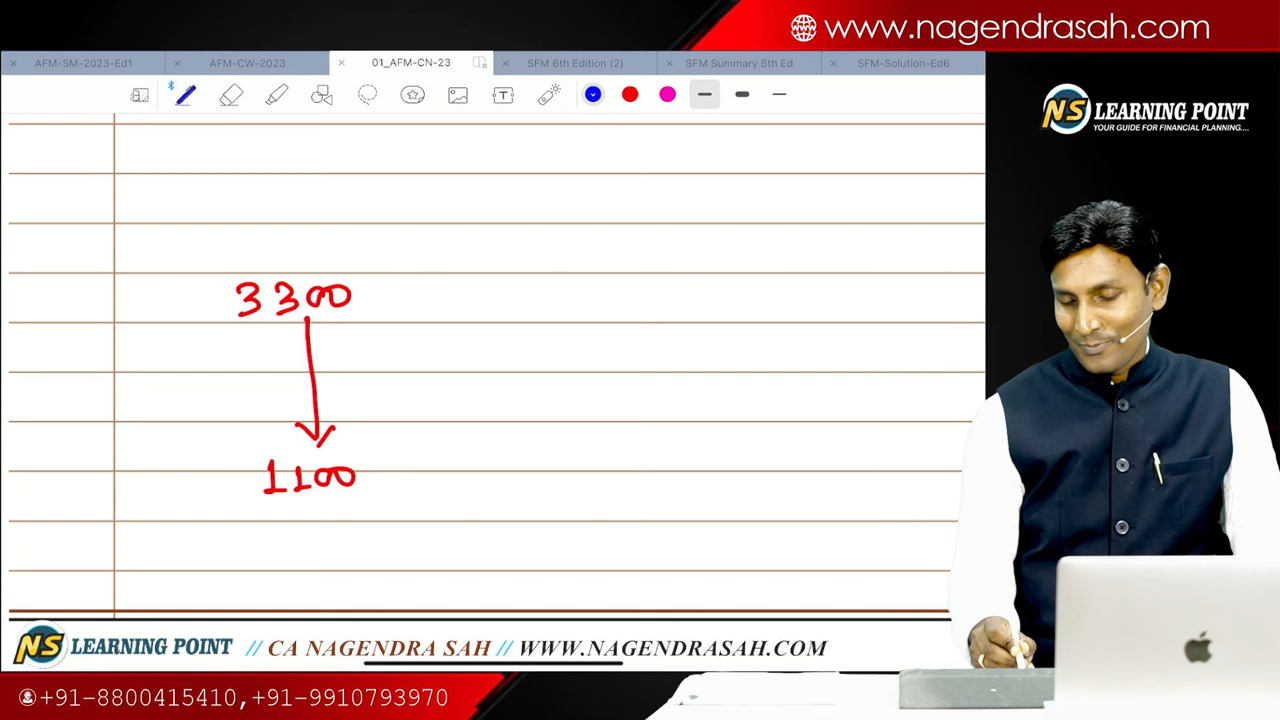 www.nagendrasah.com
AFM-SM-2023-Ed1
AFM-CW-2023
01_AFM-CN-23
SFM 6th Edition (2)
SFM Summary 5th Ed
SFM-Solution-Ed6
T
NS LEARNING POINT
YOUR GUIDE FOR FINANCIAL PLANNING....
3300
1100
NS LEARNING POINT // CA NAGENDRA SAH // WWW.NAGENDRASAH.COM
+91-8800415410,+91-9910793970